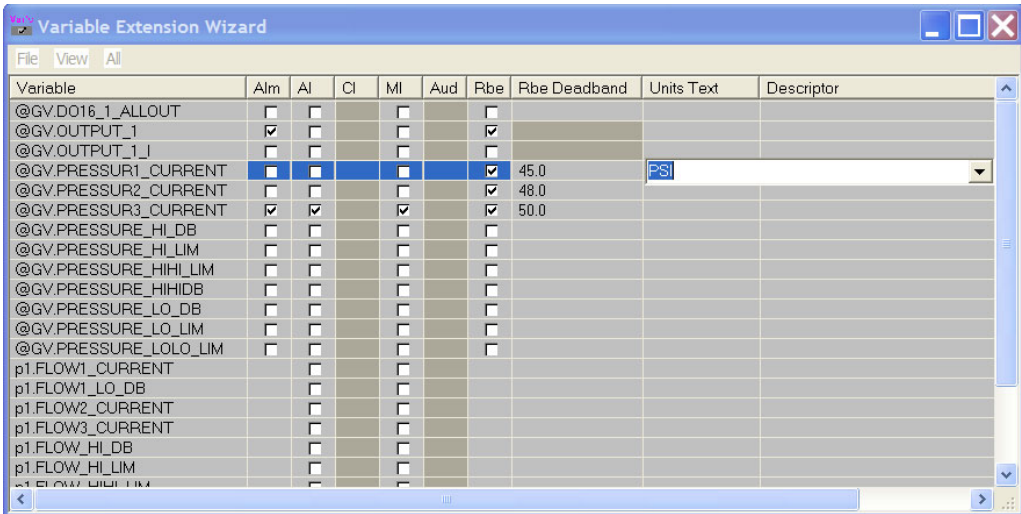 Variable Extension Wizard
File View All
Variable Alm AI CI MI Aud Rbe Rbe Deadband Units Text Descriptor
@GV.DO16_1_ALLOUT
@GV.OUTPUT_1
@GV.OUTPUT_1_I
@GV.PRESSUR1_CURRENT 45.0 PSI
@GV.PRESSUR2_CURRENT 48.0
@GV.PRESSUR3_CURRENT 50.0
@GV.PRESSURE_HI_DB
@GV.PRESSURE_HI_LIM
@GV.PRESSURE_HIHI_LIM
@GV.PRESSURE_HIHIDB
@GV.PRESSURE_LO_DB
@GV.PRESSURE_LO_LIM
@GV.PRESSURE_LOLO_LIM
p1.FLOW1_CURRENT
p1.FLOW1_LO_DB
p1.FLOW2_CURRENT
p1.FLOW3_CURRENT
p1.FLOW_HI_DB
p1.FLOW_HI_LIM
p1.FLOW_HIHI_LIM